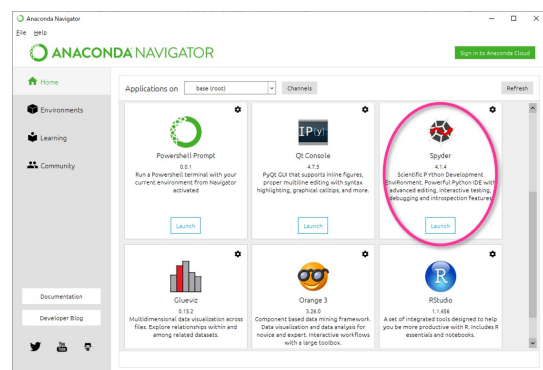 Anaconda Navigator
File Help
ANACONDA NAVIGATOR
Sign in to Anaconda Cloud
Home
Environments
Learning
Community
Documentation
Developer Blog
You
Tube
Applications on
base (root)
Channels
Refresh
Powershell Prompt
0.0.1
Run a Powershell terminal with your
current environment from Navigator
activated
Launch
IP[y]:
Qt Console
4.7.5
PyQt GUI that supports inline figures,
proper multiline editing with syntax
highlighting, graphical calltips, and more.
Launch
Spyder
4.1.4
Scientific PYthon Development
EnviRonment. Powerful Python IDE with
advanced editing, interactive testing,
debugging and introspection features
Launch
Glueviz
0.15.2
Multidimensional data visualization across
files. Explore relationships within and
among related datasets.
Orange 3
3.26.0
Component based data mining framework.
Data visualization and data analysis for
novice and expert. Interactive workflows
with a large toolbox.
R
RStudio
1.1.456
A set of integrated tools designed to help
you be more productive with R. Includes R
essentials and notebooks.